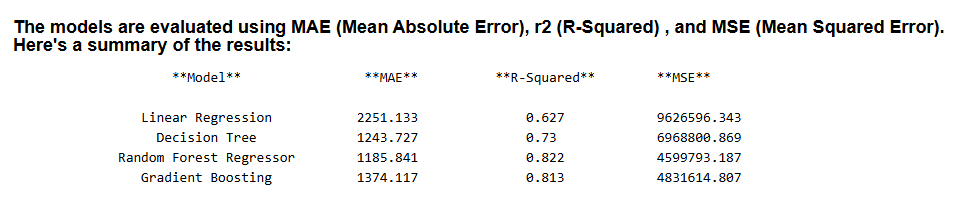 The models are evaluated using MAE (Mean Absolute Error), r2 (R-Squared) , and MSE (Mean Squared Error).
Here's a summary of the results:
**Model** **MAE** **R-Squared** **MSE**
Linear Regression 2251.133 0.627 9626596.343
Decision Tree 1243.727 0.73 6968800.869
Random Forest Regressor 1185.841 0.822 4599793.187
Gradient Boosting 1374.117 0.813 4831614.807